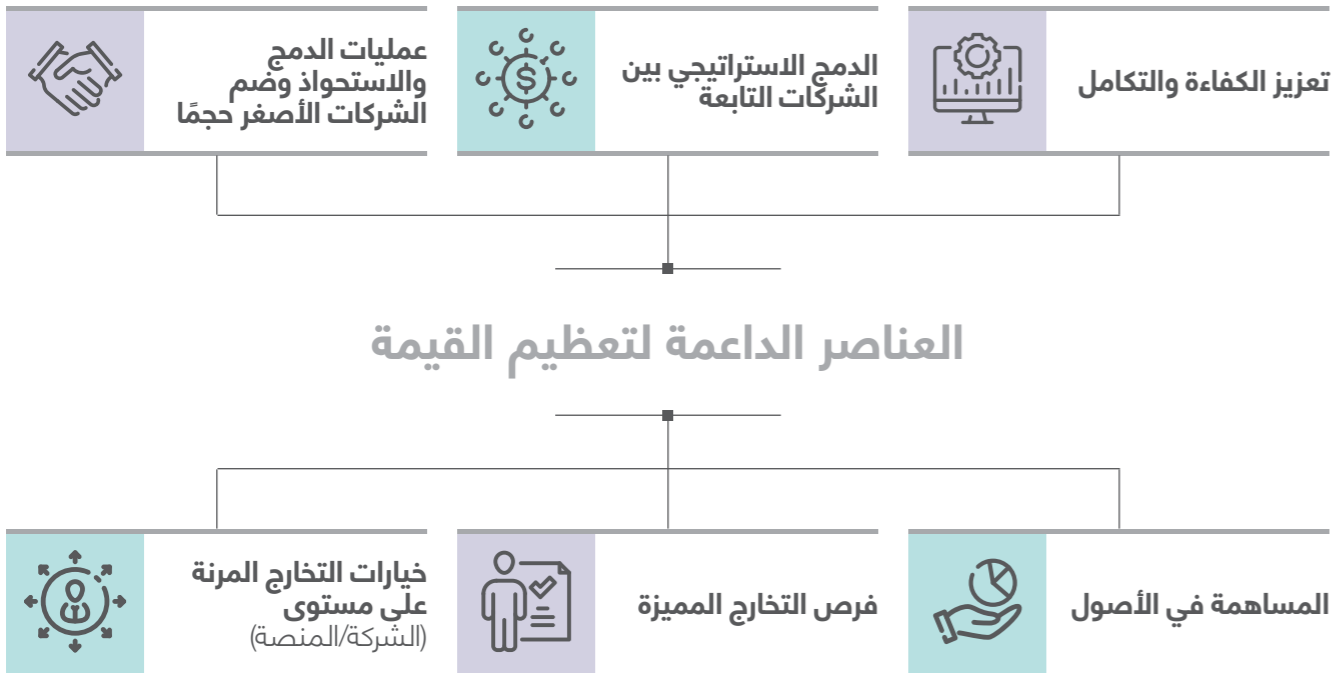 تعزيز الكفاءة والتكامل
الدمج الاستراتيجي بين
الشركات التابعة
عمليات الدمج
والاستحواذ وضم
الشركات الأصغر حجمًا
العناصر الداعمة لتعظيم القيمة
المساهمة في الأصول
فرص التخارج المميزة
خيارات التخارج المرنة
على مستوى
(الشركة/المنصة)